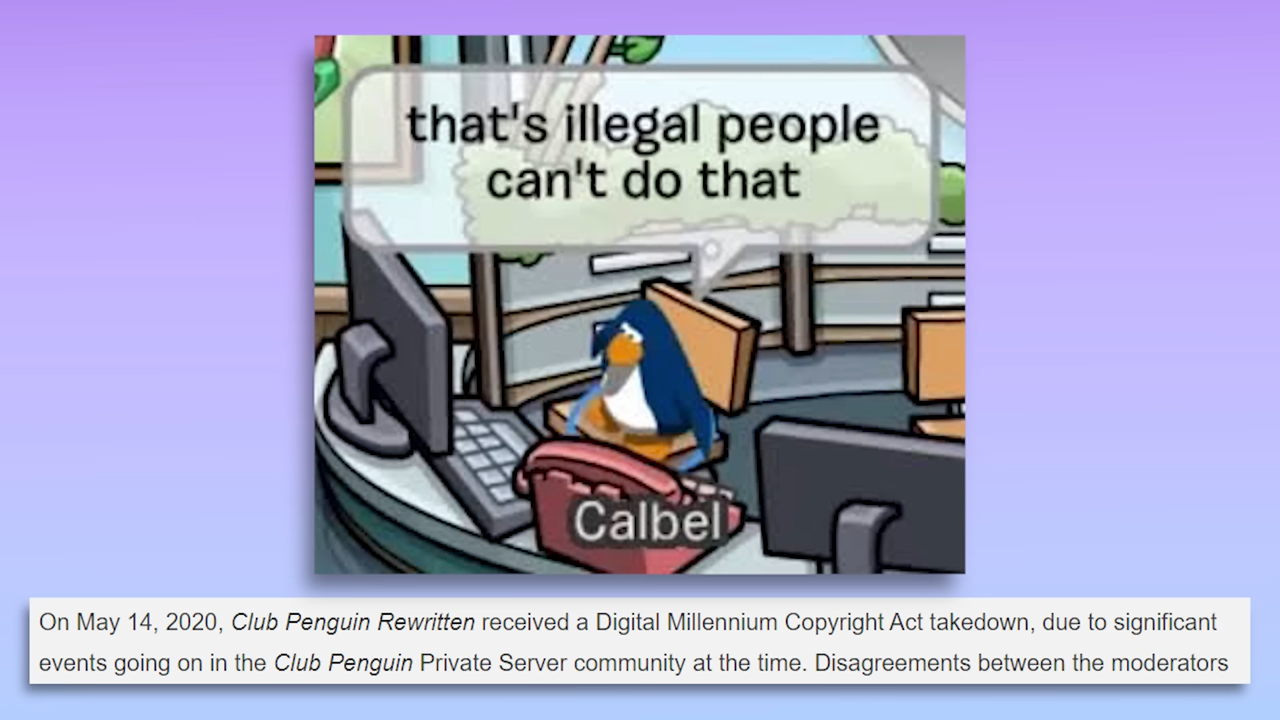 that's illegal people
can't do that
Calbel
On May 14, 2020, Club Penguin Rewritten received a Digital Millennium Copyright Act takedown, due to significant
events going on in the Club Penguin Private Server community at the time. Disagreements between the moderators